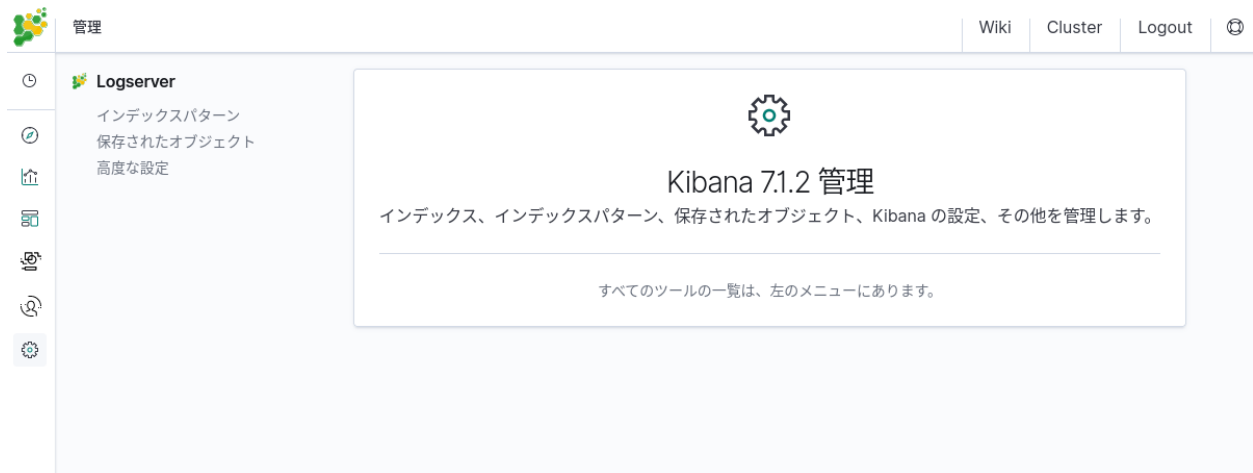 管理
Wiki
Cluster
Logout
Logserver
インデックスパターン
保存されたオブジェクト
高度な設定
Kibana 7.1.2 管理
インデックス、インデックスパターン、保存されたオブジェクト、Kibana の設定、その他を管理します。
すべてのツールの一覧は、左のメニューにあります。